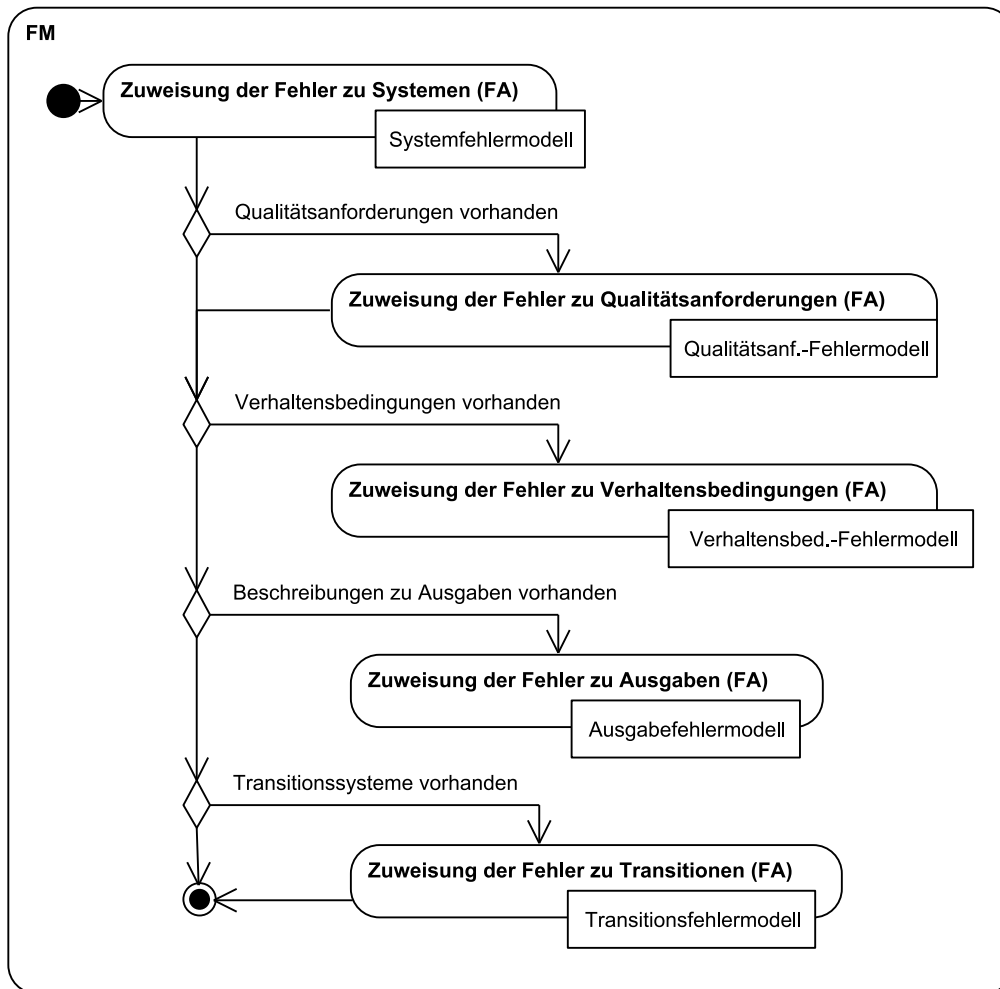 FM
Zuweisung der Fehler zu Systemen (FA)
Systemfehlermodell
Qualitätsanforderungen vorhanden
Zuweisung der Fehler zu Qualitätsanforderungen (FA)
Qualitätsanf.-Fehlermodell
Verhaltensbedingungen vorhanden
Zuweisung der Fehler zu Verhaltensbedingungen (FA)
Verhaltensbed.-Fehlermodell
Beschreibungen zu Ausgaben vorhanden
Zuweisung der Fehler zu Ausgaben (FA)
Ausgabefehlermodell
Transitionssysteme vorhanden
Zuweisung der Fehler zu Transitionen (FA)
Transitionsfehlermodell